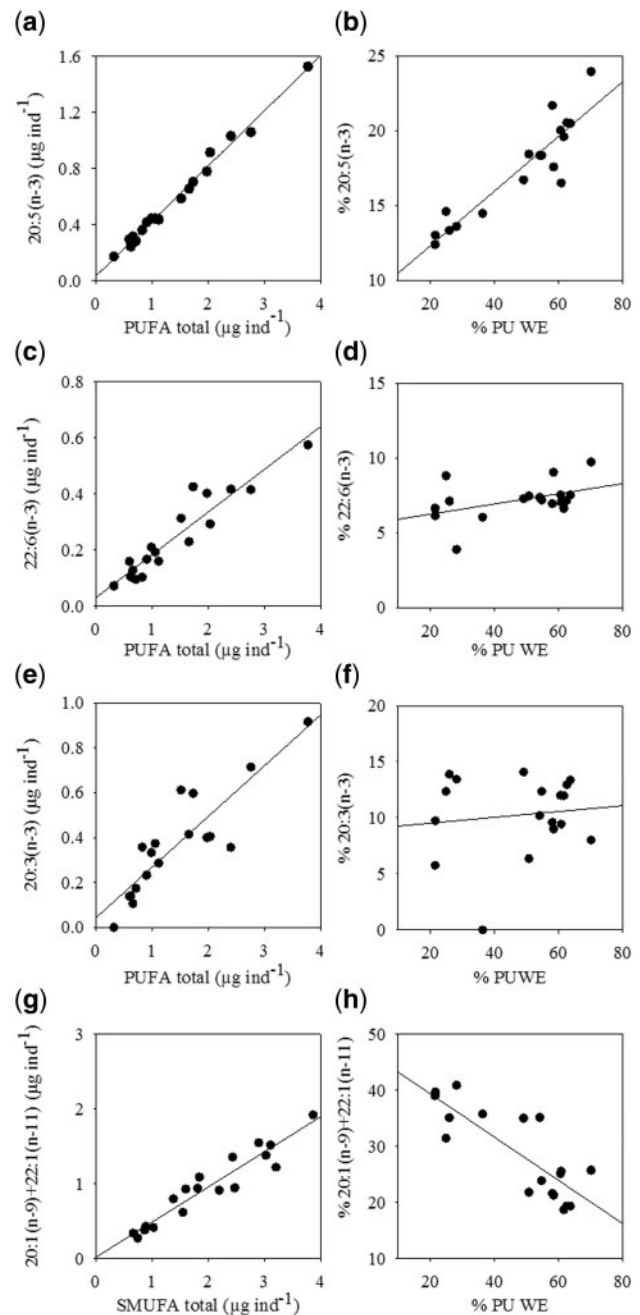 (a)
(b)
1.6
1.2
0.8
0.4
0.0
20:5(n-3) (µg ind-1)
0 1 2 3 4
PUFA total (µg ind-1)
25
20
15
10
% 20:5(n-3)
20 40 60 80
% PU WE
(c)
(d)
0.8
0.6
0.4
0.2
0.0
22:6(n-3) (µg ind-1)
0 1 2 3 4
PUFA total (µg ind-1)
15
10
5
0
% 22:6(n-3)
20 40 60 80
% PU WE
(e)
(f)
1.0
0.8
0.6
0.4
0.2
0.0
20:3(n-3) (µg ind-1)
0 1 2 3 4
PUFA total (µg ind-1)
20
15
10
5
0
% 20:3(n-3)
20 40 60 80
% PUWE
(g)
(h)
3
2
1
0
20:1(n-9)+22:1(n-11) (µg ind-1)
0 1 2 3 4
SMUFA total (µg ind-1)
50
40
30
20
10
% 20:1(n-9)+22:1(n-11)
20 40 60 80
% PU WE